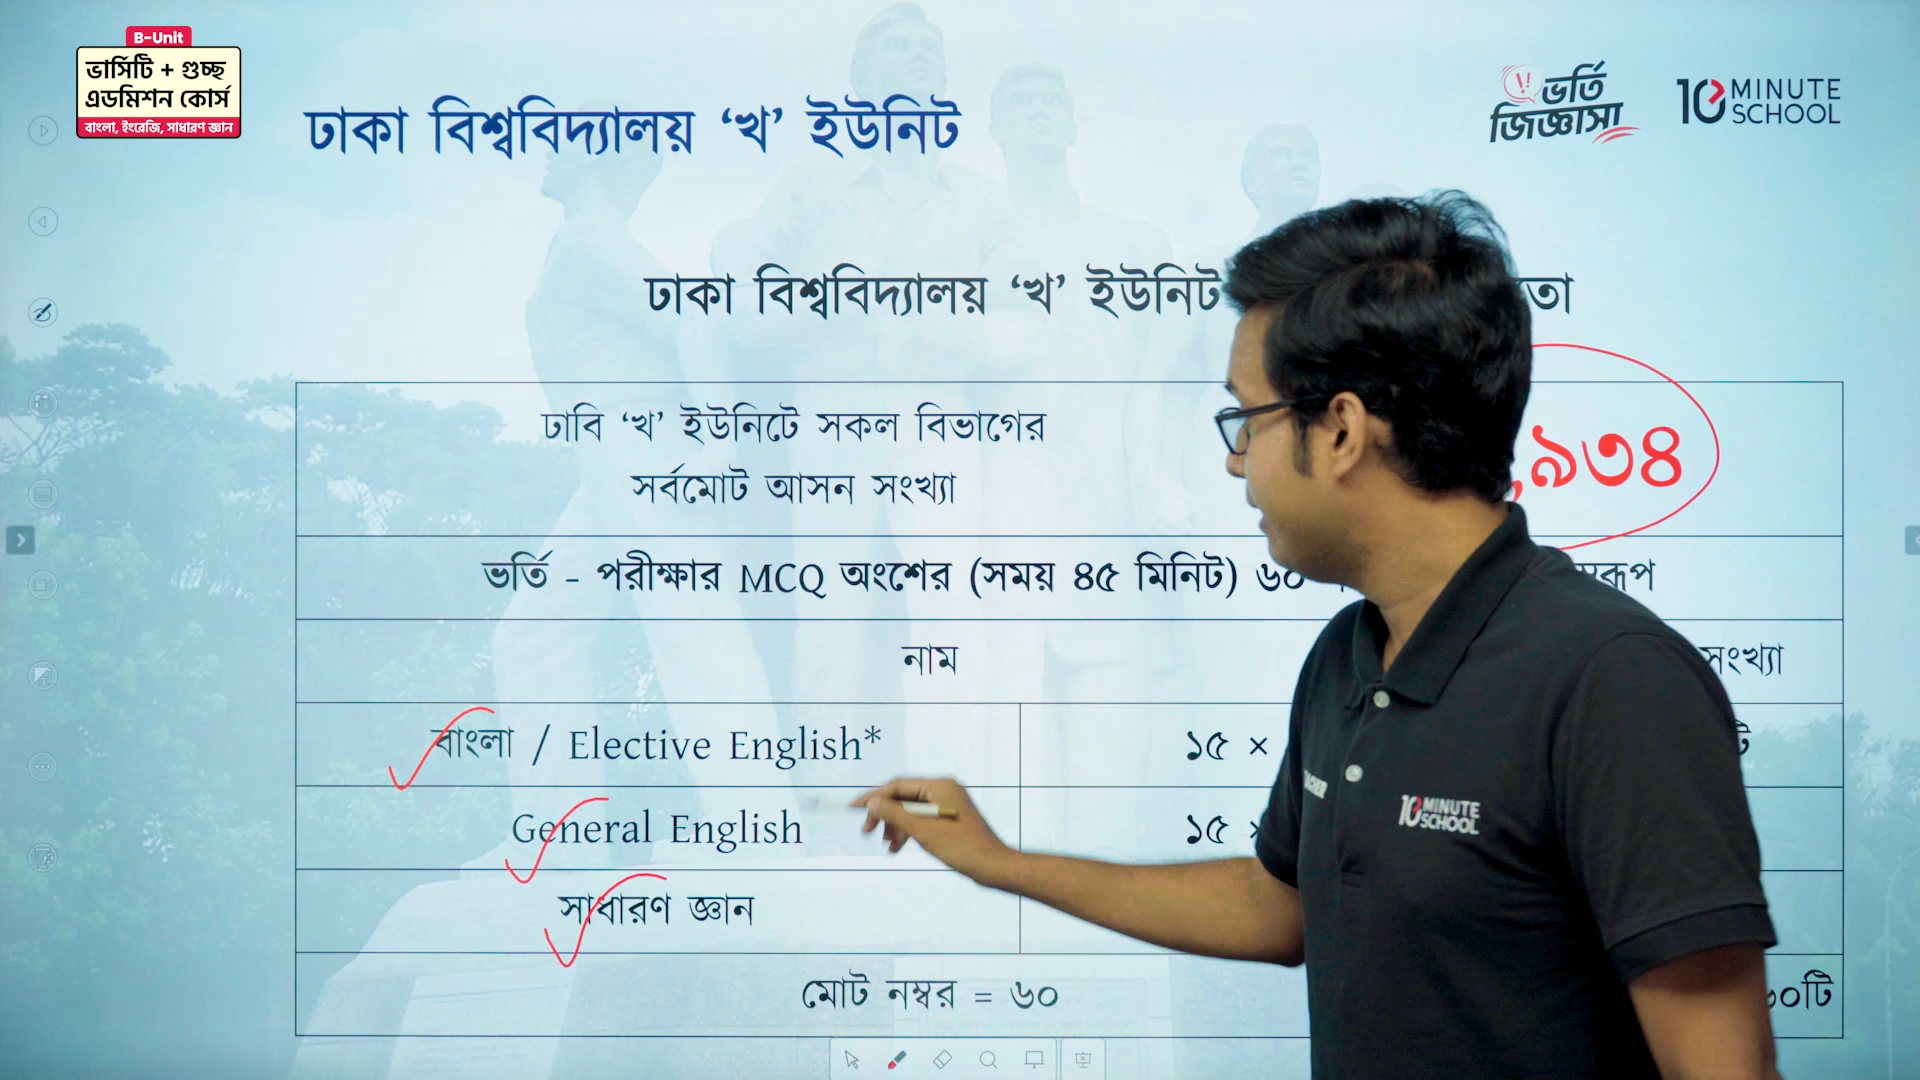 B-Unit
ভার্সিটি + গুচ্ছ
এডমিশন কোর্স
বাংলা, ইংরেজি, সাধারণ জ্ঞান
ঢাকা বিশ্ববিদ্যালয় ‘খ’ ইউনিট
!! ভর্তি
জিজ্ঞাসা
10 MINUTE
SCHOOL
ঢাকা বিশ্ববিদ্যালয় ‘খ’ ইউনিট
ঢাবি ‘খ’ ইউনিটে সকল বিভাগের
সর্বমোট আসন সংখ্যা
,৯৩৪
ভর্তি - পরীক্ষার MCQ অংশের (সময় ৪৫ মিনিট) ৬০
নাম
সংখ্যা
বাংলা / Elective English*
১৫ ×
General English
১৫
সাধারণ জ্ঞান
মোট নম্বর = ৬০
৬০টি
10 MINUTE
SCHOOL